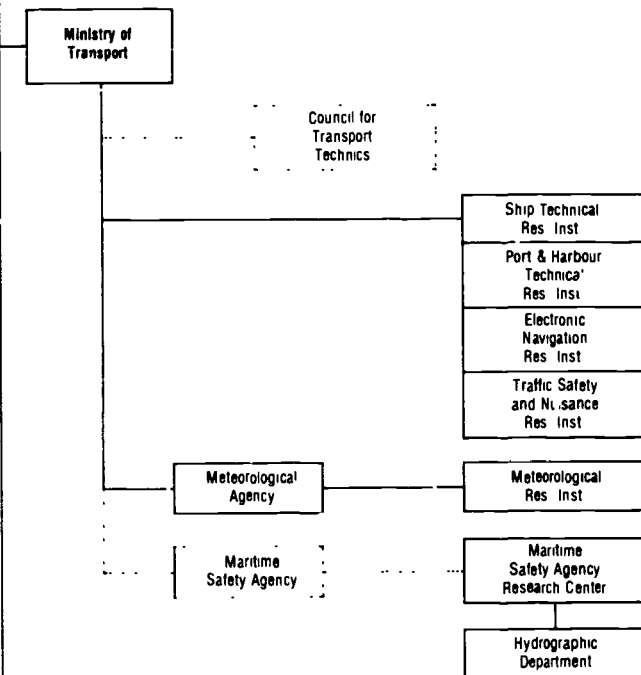 Ministry of
Transport
Council for
Transport
Technics
Ship Technical
Res Inst
Port & Harbour
Technical
Res Inst
Electronic
Navigation
Res Inst
Traffic Safety
and Nuisance
Res Inst
Meteorological
Agency
Meteorological
Res Inst
Maritime
Safety Agency
Maritime
Safety Agency
Research Center
Hydrographic
Department